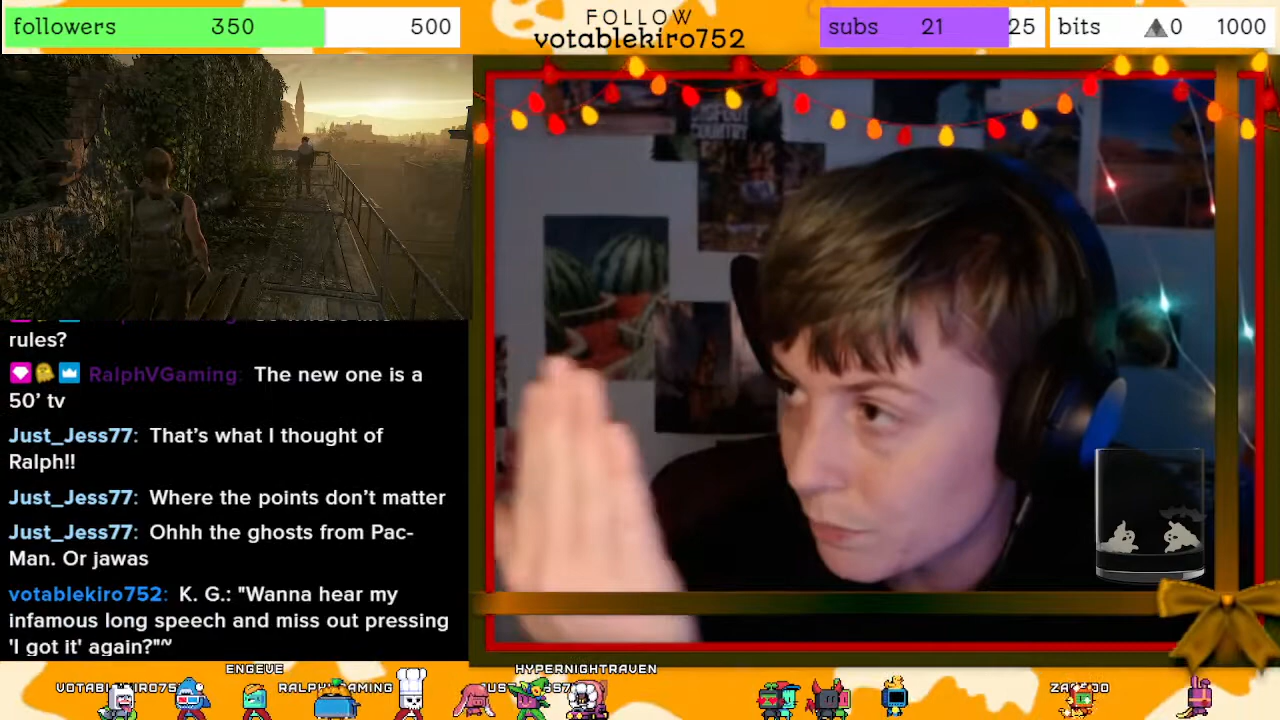 followers 350 500
FOLLOW
votablekiro752
subs 21 25
bits 0 1000
COUNTRY
rules?
RalphVGaming: The new one is a
50' tv
Just_Jess77: That's what I thought of
Ralph!!
Just_Jess77: Where the points don't matter
Just_Jess77: Ohhh the ghosts from Pac-
Man. Or jawas
votablekiro752: K. G.: "Wanna hear my
infamous long speech and miss out pressing
'I got it' again?"~
ENGEVE
HYPERNIGHTRAVEN